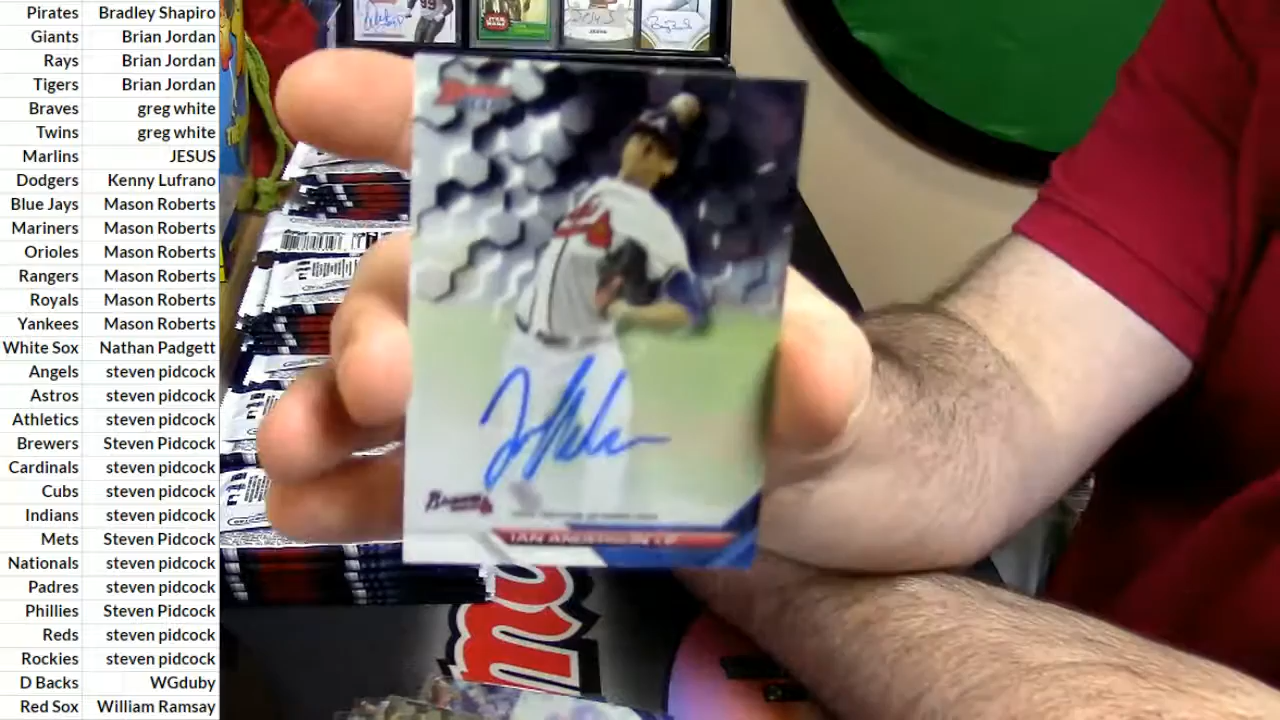 Pirates Bradley Shapiro
Giants Brian Jordan
Rays Brian Jordan
Tigers Brian Jordan
Braves greg white
Twins greg white
Marlins JESUS
Dodgers Kenny Lufrano
Blue Jays Mason Roberts
Mariners Mason Roberts
Orioles Mason Roberts
Rangers Mason Roberts
Royals Mason Roberts
Yankees Mason Roberts
White Sox Nathan Padgett
Angels steven pidcock
Astros steven pidcock
Athletics steven pidcock
Brewers Steven Pidcock
Cardinals steven pidcock
Cubs steven pidcock
Indians steven pidcock
Mets Steven Pidcock
Nationals steven pidcock
Padres steven pidcock
Phillies Steven Pidcock
Reds steven pidcock
Rockies steven pidcock
D Backs WGduby
Red Sox William Ramsay
Braves
IAN ANDERSON